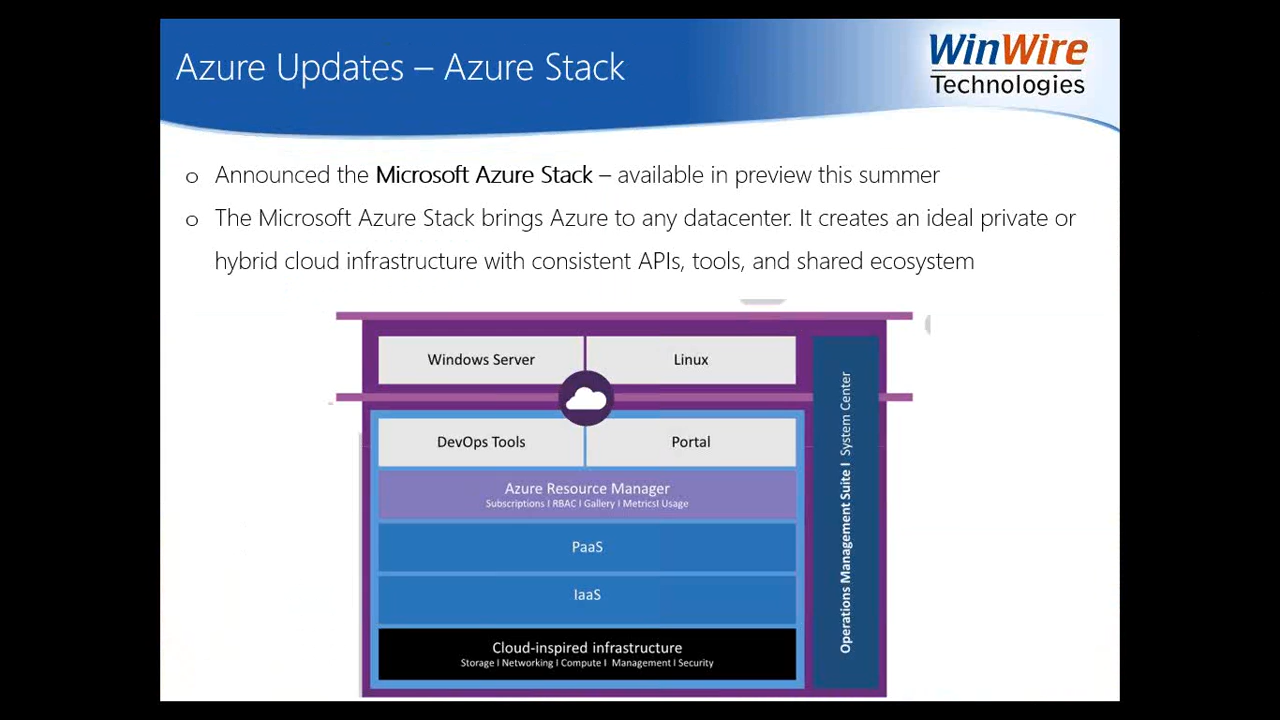 Azure Updates – Azure Stack
WinWire
Technologies
o Announced the Microsoft Azure Stack – available in preview this summer
o The Microsoft Azure Stack brings Azure to any datacenter. It creates an ideal private or
hybrid cloud infrastructure with consistent APIs, tools, and shared ecosystem
Windows Server
Linux
DevOps Tools
Portal
Azure Resource Manager
Subscriptions I RBAC I Gallery I MetricsI Usage
PaaS
IaaS
Cloud-inspired infrastructure
Storage I Networking I Compute I Management I Security
Operations Management Suite I System Center